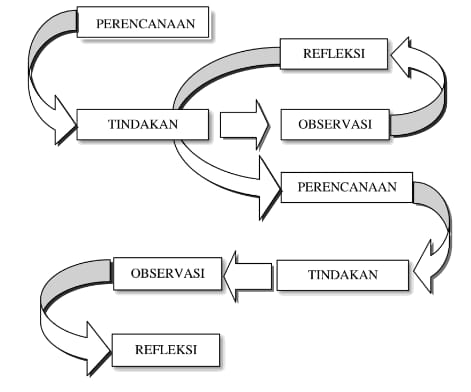 PERENCANAAN
REFLEKSI
TINDAKAN
OBSERVASI
PERENCANAAN
OBSERVASI
TINDAKAN
REFLEKSI